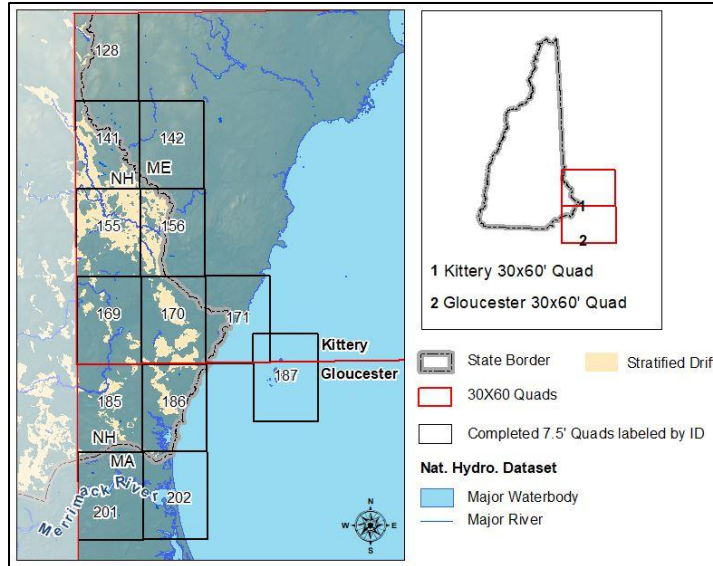 128
141
142
NH
ME
155
156
169
170
171
Kittery
187
Gloucester
185
186
NH
MA
Merrimack River
201
202
N
W
E
S
1
2
1 Kittery 30x60' Quad
2 Gloucester 30x60' Quad
State Border
Stratified Drift
30X60 Quads
Completed 7.5' Quads labeled by ID
Nat. Hydro. Dataset
Major Waterbody
Major River